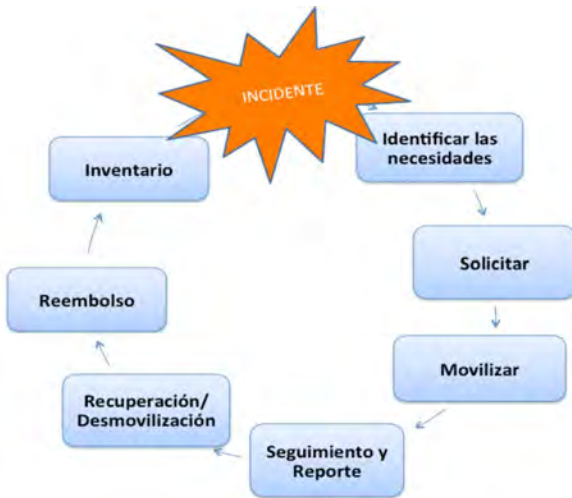 INCIDENTE
Identificar las
necesidades
Solicitar
Movilizar
Seguimiento y
Reporte
Recuperación/
Desmovilización
Reembolso
Inventario